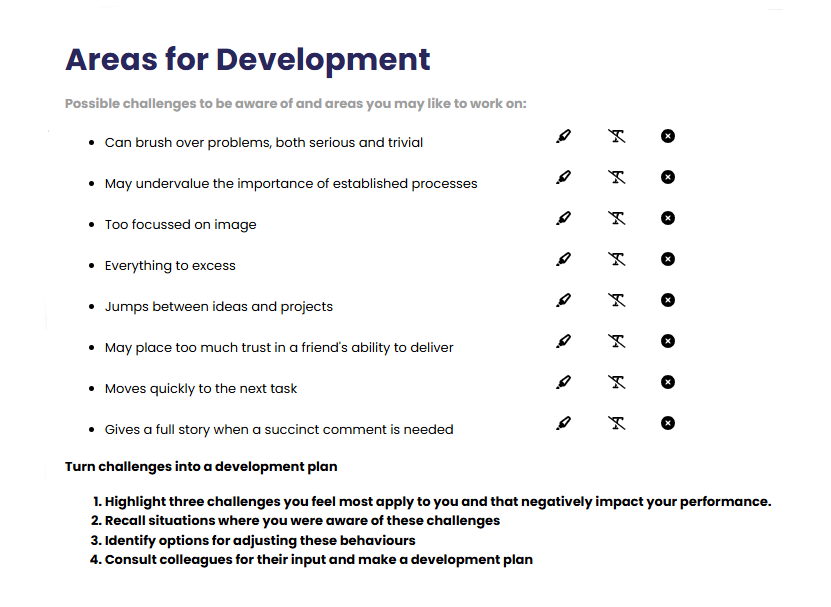 Areas for Development
Possible challenges to be aware of and areas you may like to work on:
• Can brush over problems, both serious and trivial
• May undervalue the importance of established processes
• Too focussed on image
• Everything to excess
• Jumps between ideas and projects
• May place too much trust in a friend's ability to deliver
• Moves quickly to the next task
• Gives a full story when a succinct comment is needed
Turn challenges into a development plan
1. Highlight three challenges you feel most apply to you and that negatively impact your performance.
2. Recall situations where you were aware of these challenges
3. Identify options for adjusting these behaviours
4. Consult colleagues for their input and make a development plan